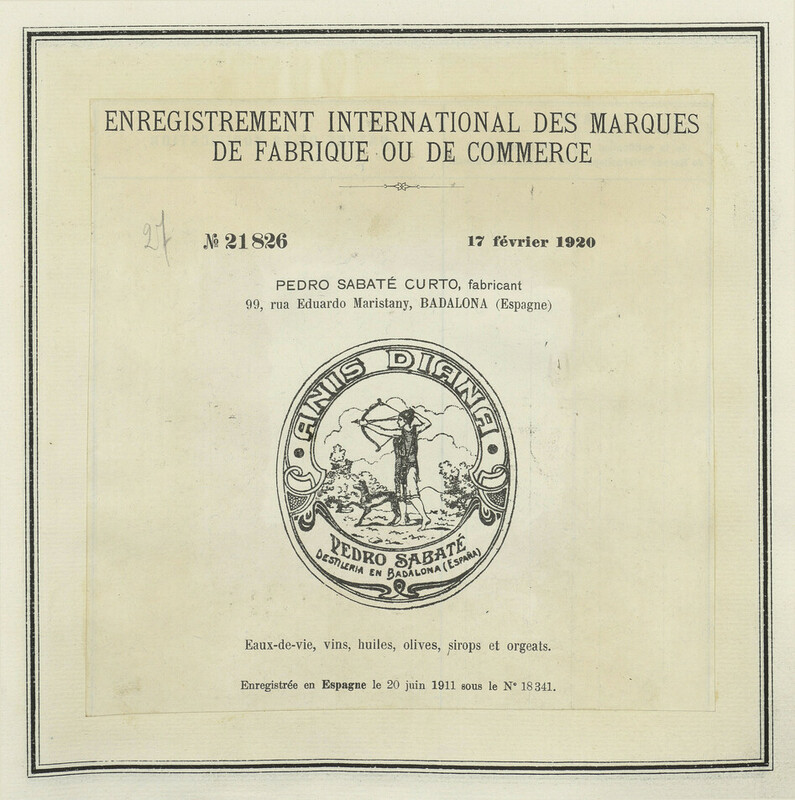 ENREGISTREMENT INTERNATIONAL DES MARQUES
DE FABRIQUE OU DE COMMERCE
27
№ 21826
17 février 1920
PEDRO SABATÉ CURTO, fabricant
99, rua Eduardo Maristany, BADALONA (Espagne)
ANIS DIANA
PEDRO SABATÉ
DESTILERIA EN BADALONA (ESPAÑA)
Eaux-de-vie, vins, huiles, olives, sirops et orgeats.
Enregistrée en Espagne le 20 juin 1911 sous le N° 18341.